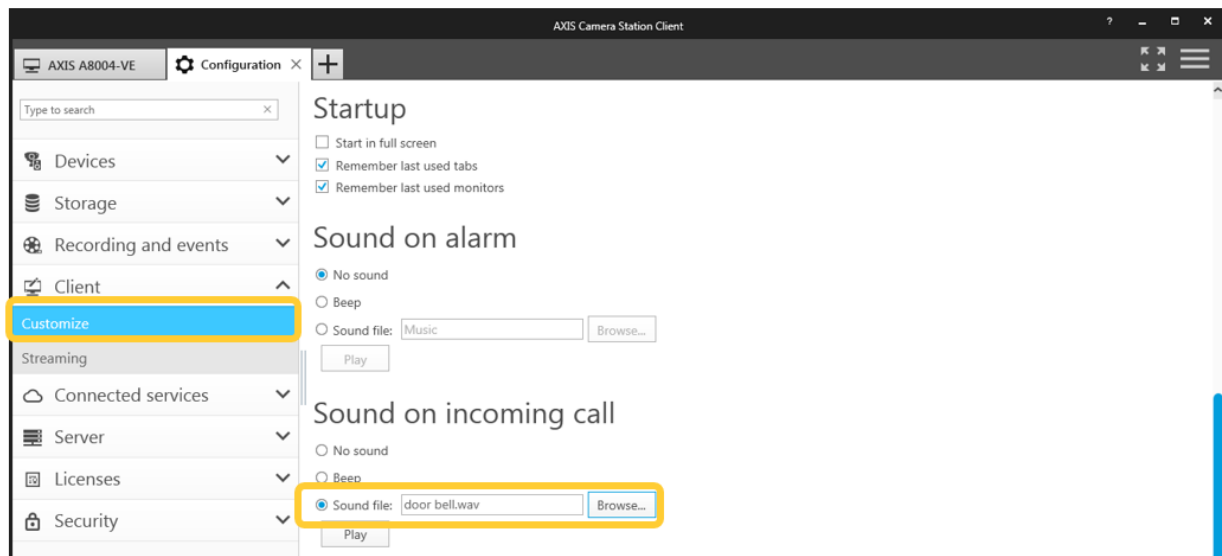 AXIS Camera Station Client
?
AXIS A8004-VE
Configuration
Type to search
Devices
Storage
Recording and events
Client
Customize
Streaming
Connected services
Server
Licenses
Security
Startup
Start in full screen
Remember last used tabs
Remember last used monitors
Sound on alarm
No sound
Beep
Sound file: Music Browse...
Play
Sound on incoming call
No sound
Beep
Sound file: door bell.wav Browse...
Play